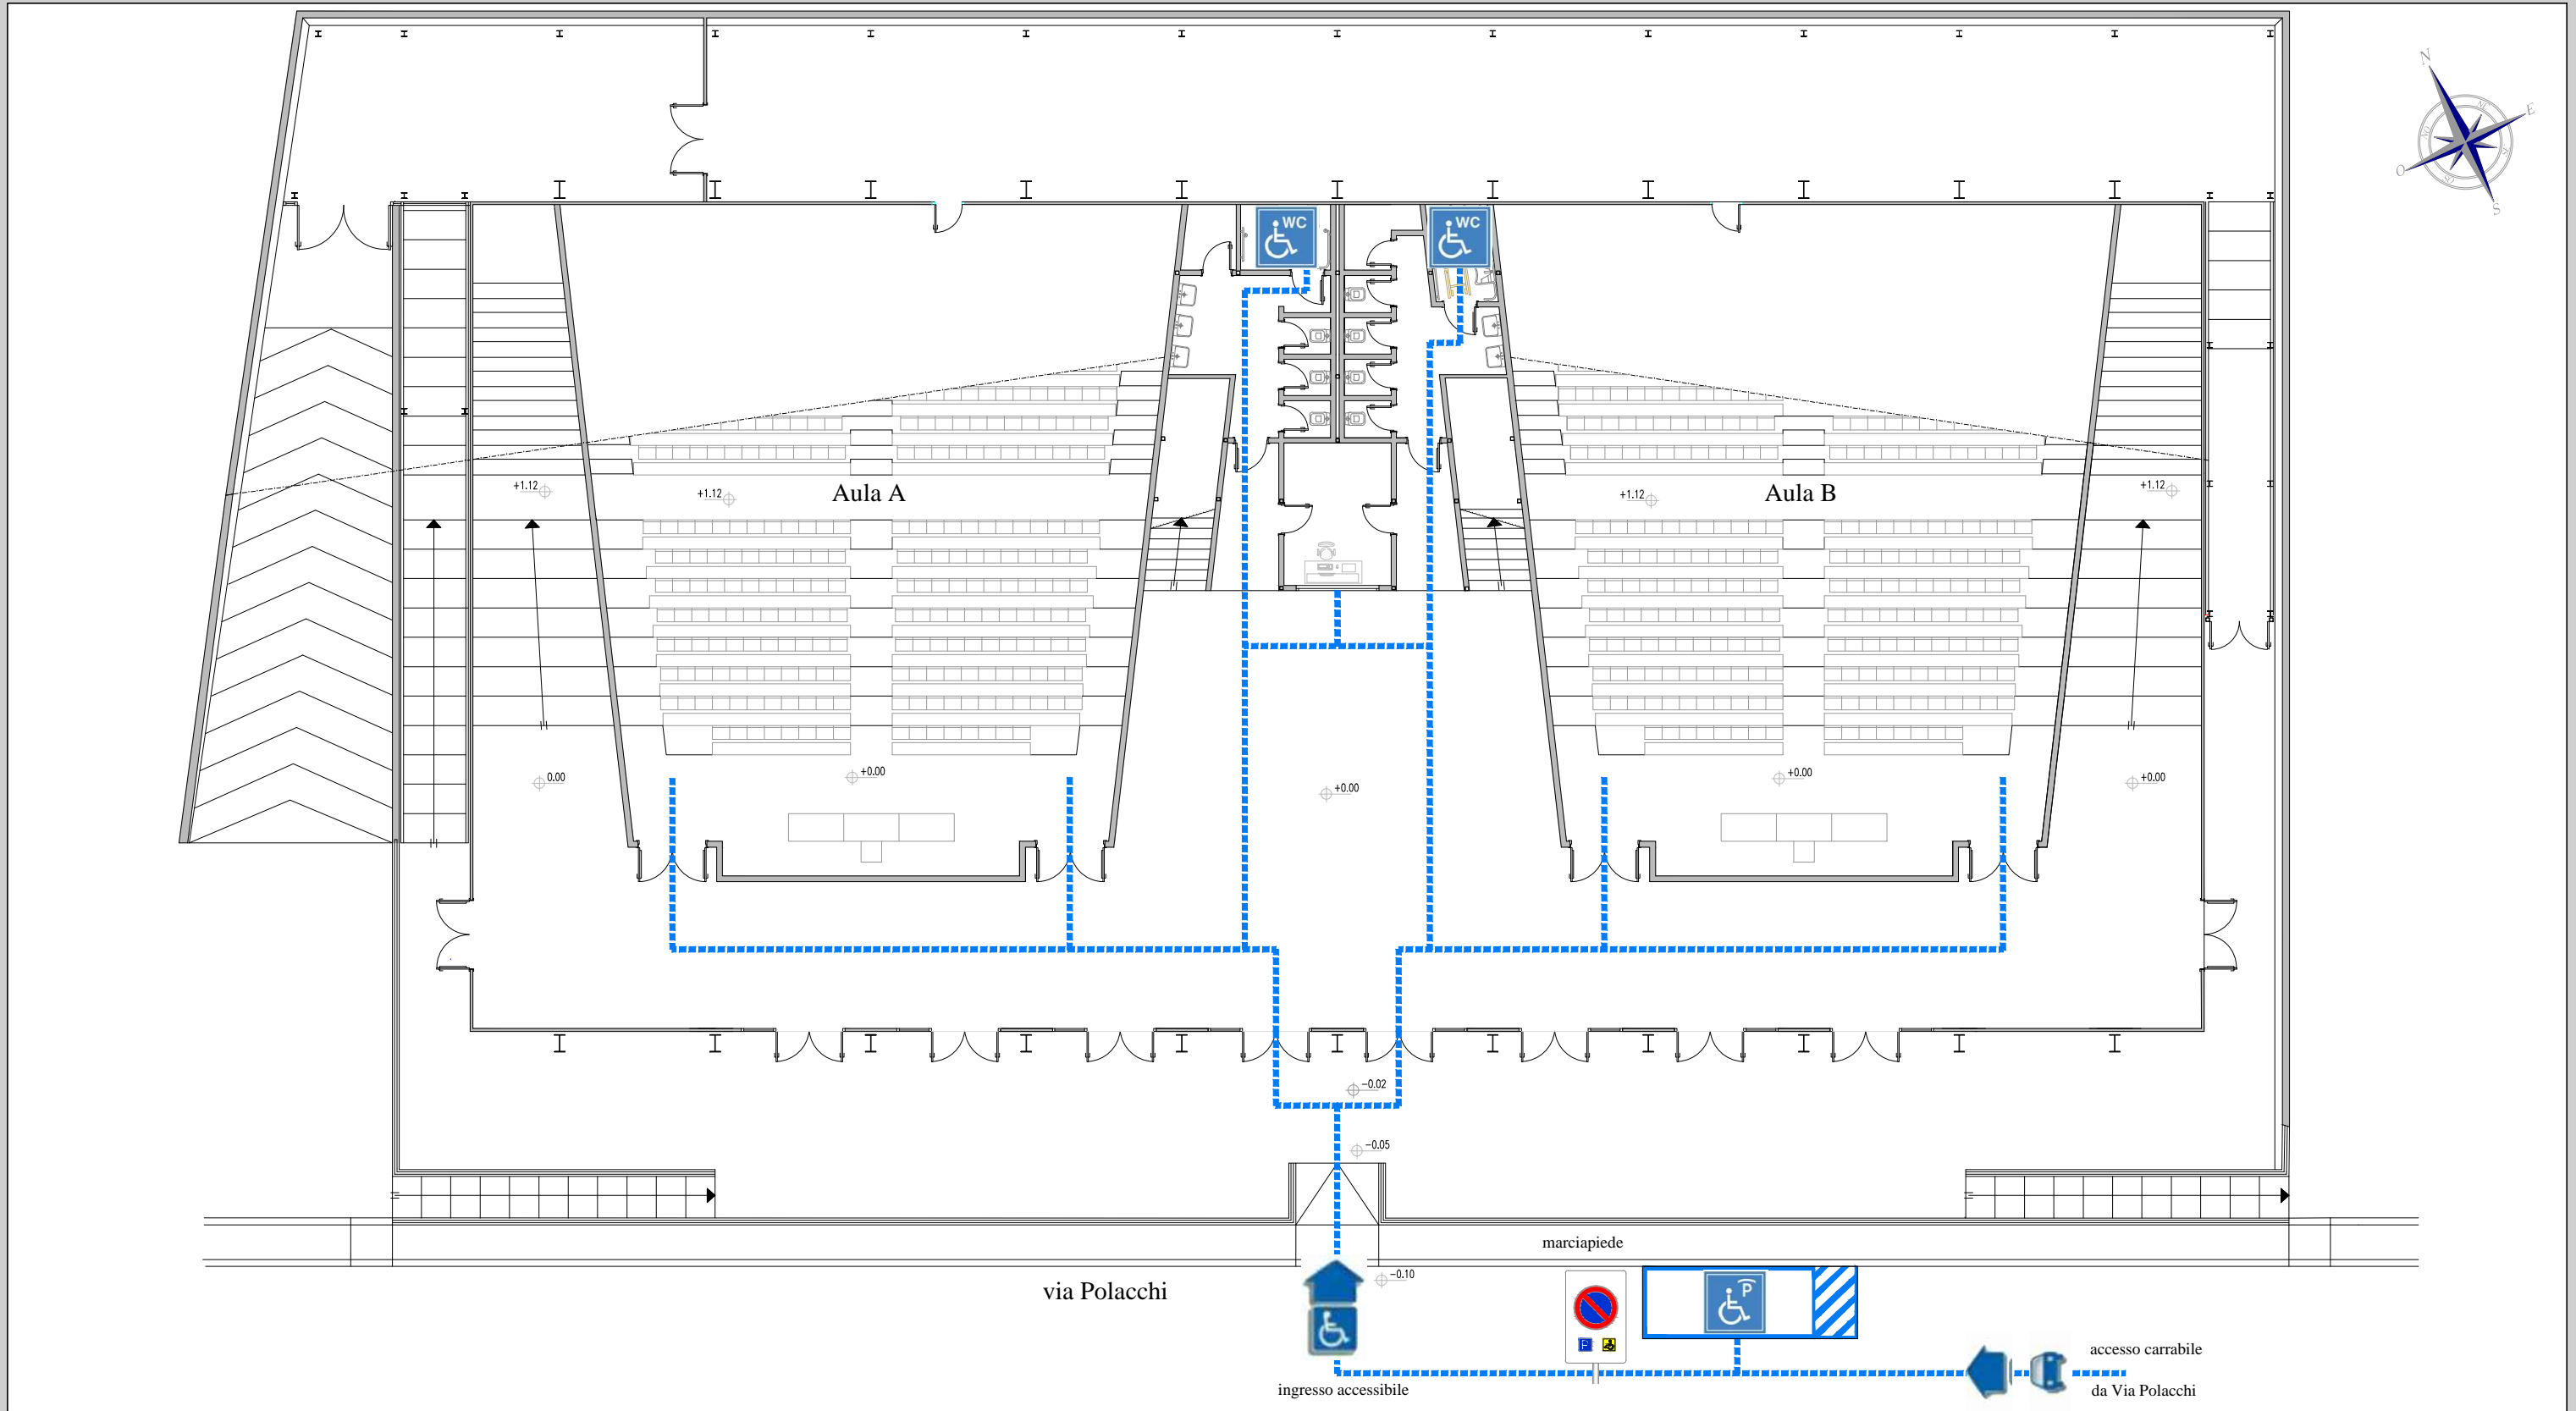 N
E
O
S
WC
WC
+1.12
+1.12
Aula A
+1.12
Aula B
+1.12
0.00
+0.00
+0.00
+0.00
+0.00
-0.02
-0.05
marciapiede
-0.10
via Polacchi
P
P
accesso carrabile
ingresso accessibile
da Via Polacchi